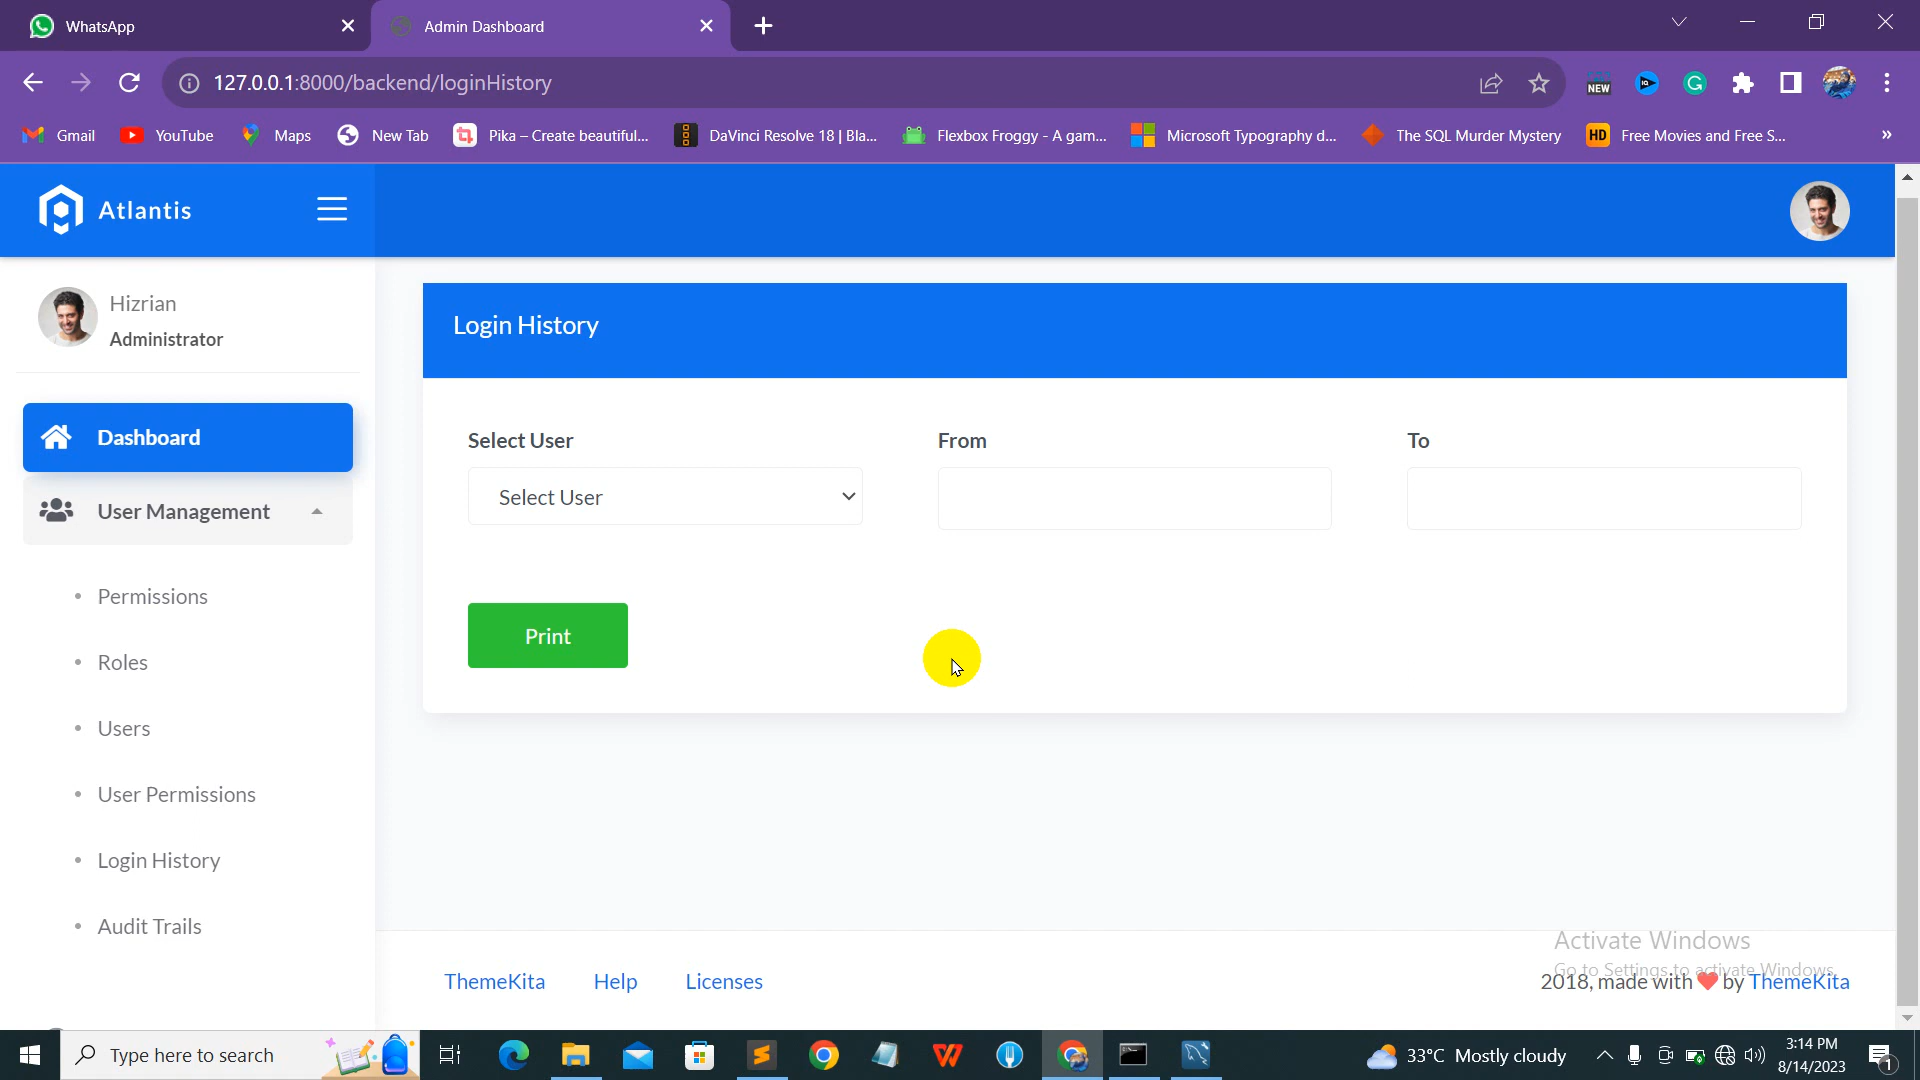 WhatsApp
Admin Dashboard
127.0.0.1:8000/backend/loginHistory
NEW
Gmail
YouTube
Maps
New Tab
Pika – Create beautiful...
DaVinci Resolve 18 | Bla...
Flexbox Froggy - A gam...
Microsoft Typography d...
The SQL Murder Mystery
HD
Free Movies and Free S...
»
Atlantis
Hizrian
Administrator
Dashboard
User Management
• Permissions
• Roles
• Users
• User Permissions
• Login History
• Audit Trails
Login History
Select User
From
To
Select User
Print
Activate Windows
Go to Settings to activate Windows.
ThemeKita
Help
Licenses
2018, made with ❤ by ThemeKita
Type here to search
33°C Mostly cloudy
3:14 PM
8/14/2023
1